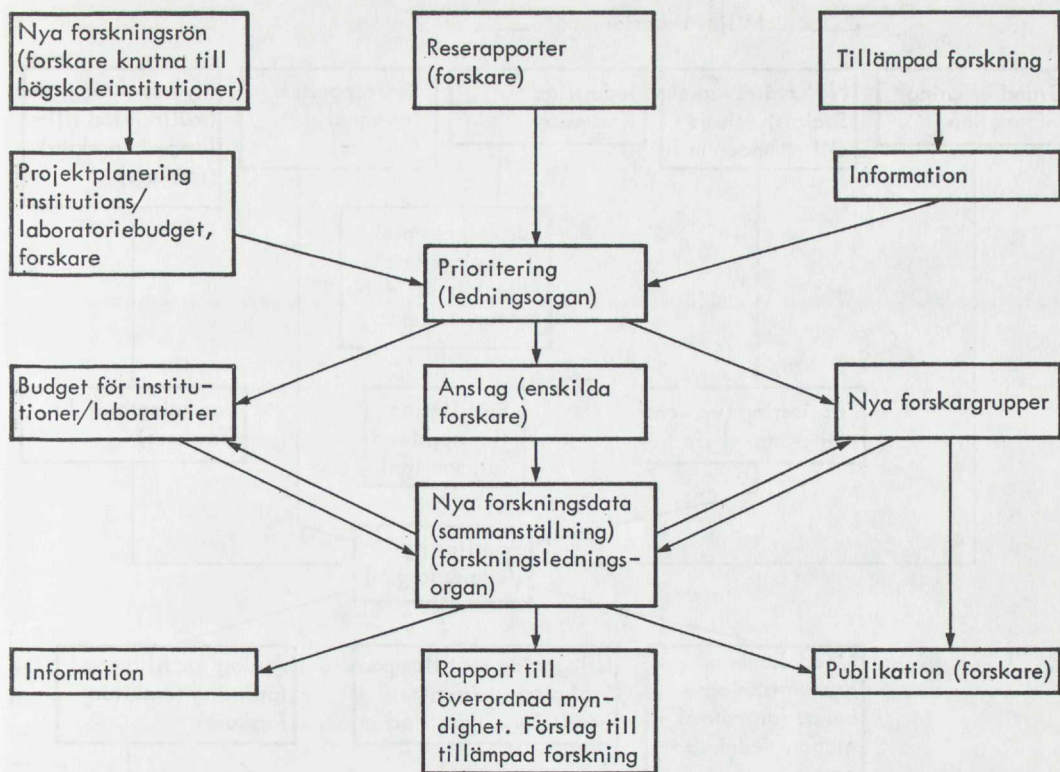 Nya forskningsrön
(forskare knutna till
högskoleinstitutioner)
Reserapporter
(forskare)
Tillämpad forskning
Projektplanering
institutions/
laboratoriebudget,
forskare
Information
Prioritering
(ledningsorgan)
Budget för institu-
tioner/laboratorier
Anslag (enskilda
forskare)
Nya forskargrupper
Nya forskningsdata
(sammanställning)
(forskningslednings-
organ)
Information
Rapport till
överordnad myn-
dighet. Förslag till
tillämpad forskning
Publikation (forskare)